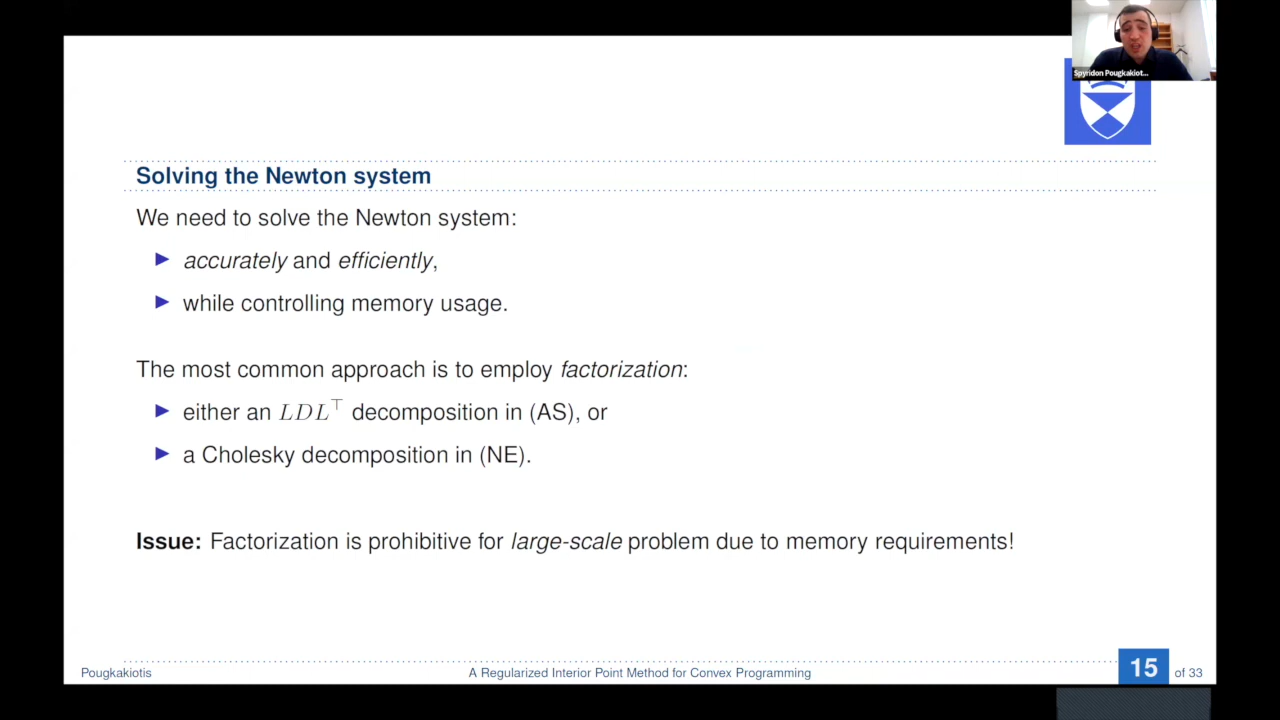 Spyridon Pougkakiot...
Solving the Newton system
We need to solve the Newton system:
▶ accurately and efficiently,
▶ while controlling memory usage.
The most common approach is to employ factorization:
▶ either an LDL⊤ decomposition in (AS), or
▶ a Cholesky decomposition in (NE).
Issue: Factorization is prohibitive for large-scale problem due to memory requirements!
Pougkakiotis
A Regularized Interior Point Method for Convex Programming
15 of 33